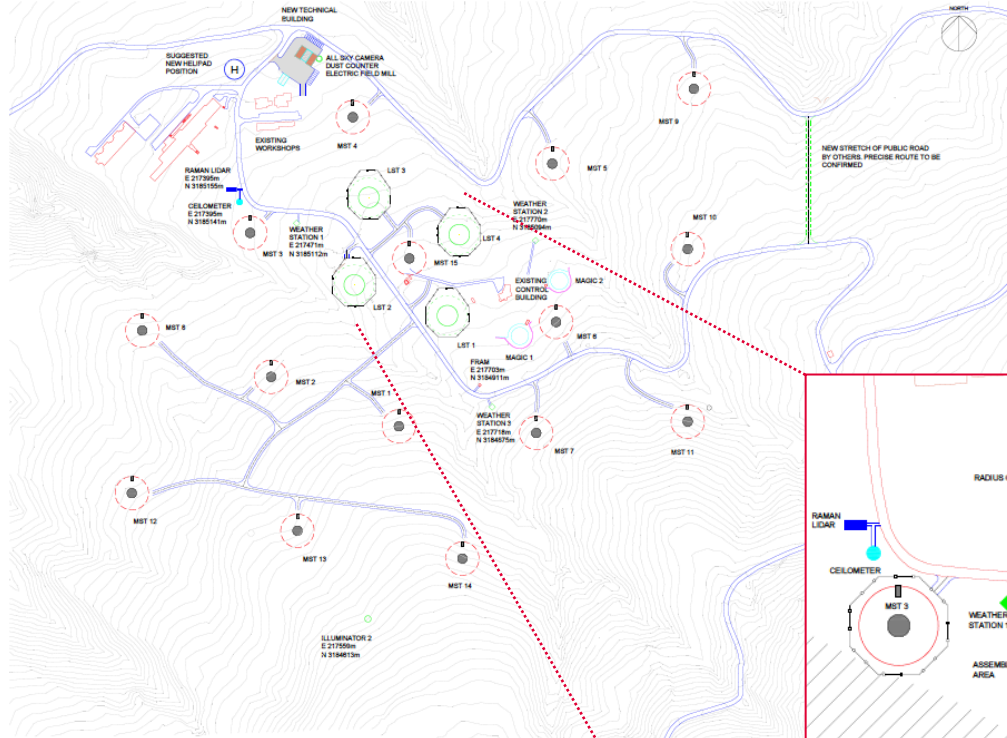 NEW TECHNICAL
BUILDING
NORTH
SUGGESTED
NEW HELIPAD
POSITION
H
ALL SKY CAMERA
DUST COUNTER
ELECTRIC FIELD MILL
MST 9
MST 4
EXISTING
WORKSHOPS
NEW STRETCH OF PUBLIC ROAD
BY OTHERS. PRECISE ROUTE TO BE
CONFIRMED
MST 5
RAMAN LIDAR
E 217395m
N 3185155m
LST 3
CEILOMETER
E 217395m
N 3185141m
WEATHER
STATION 2
E 217770m
MST 10
MST 3
WEATHER
STATION 1
E 217471m
N 3185112m
LST 4
MST 15
EXISTING
CONTROL
BUILDING
MAGIC 2
LST 2
LST 1
MST 6
MST 8
MAGIC 1
FRAM
E 217703m
N 3184911m
MST 2
MST 1
WEATHER
STATION 3
E 217718m
N 3184875m
MST 7
MST 11
MST 12
MST 13
MST 14
ILLUMINATOR 2
E 217559m
N 3184613m
RADIUS
RAMAN
LIDAR
CEILOMETER
MST 3
WEATHER
STATION 1
ASSEMB
AREA